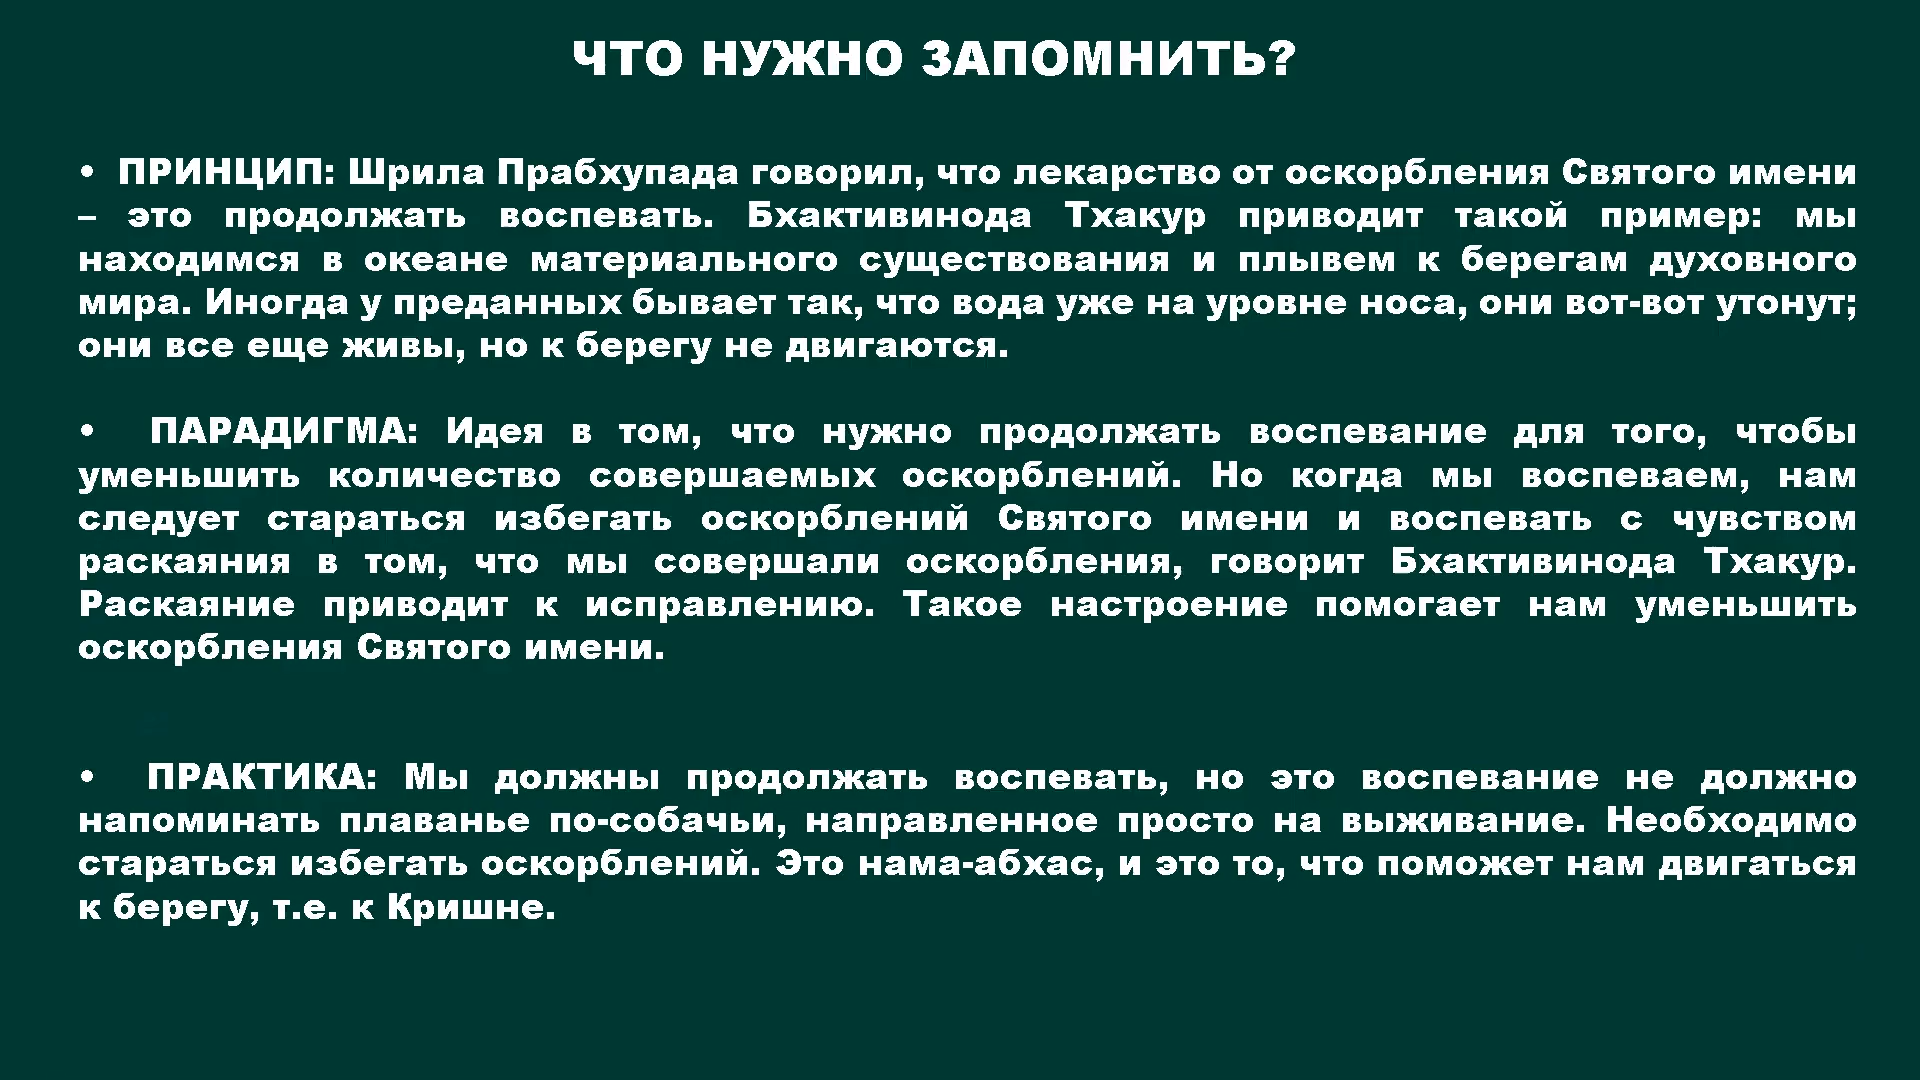 ЧТО НУЖНО ЗАПОМНИТЬ?
• ПРИНЦИП: Шрила Прабхупада говорил, что лекарство от оскорбления Святого имени
– это продолжать воспевать. Бхактивинода Тхакур приводит такой пример: мы
находимся в океане материального существования и плывем к берегам духовного
мира. Иногда у преданных бывает так, что вода уже на уровне носа, они вот-вот утонут;
они все еще живы, но к берегу не двигаются.
• ПАРАДИГМА: Идея в том, что нужно продолжать воспевание для того, чтобы
уменьшить количество совершаемых оскорблений. Но когда мы воспеваем, нам
следует стараться избегать оскорблений Святого имени и воспевать с чувством
раскаяния в том, что мы совершали оскорбления, говорит Бхактивинода Тхакур.
Раскаяние приводит к исправлению. Такое настроение помогает нам уменьшить
оскорбления Святого имени.
• ПРАКТИКА: Мы должны продолжать воспевать, но это воспевание не должно
напоминать плаванье по-собачьи, направленное просто на выживание. Необходимо
стараться избегать оскорблений. Это нама-абхас, и это то, что поможет нам двигаться
к берегу, т.е. к Кришне.